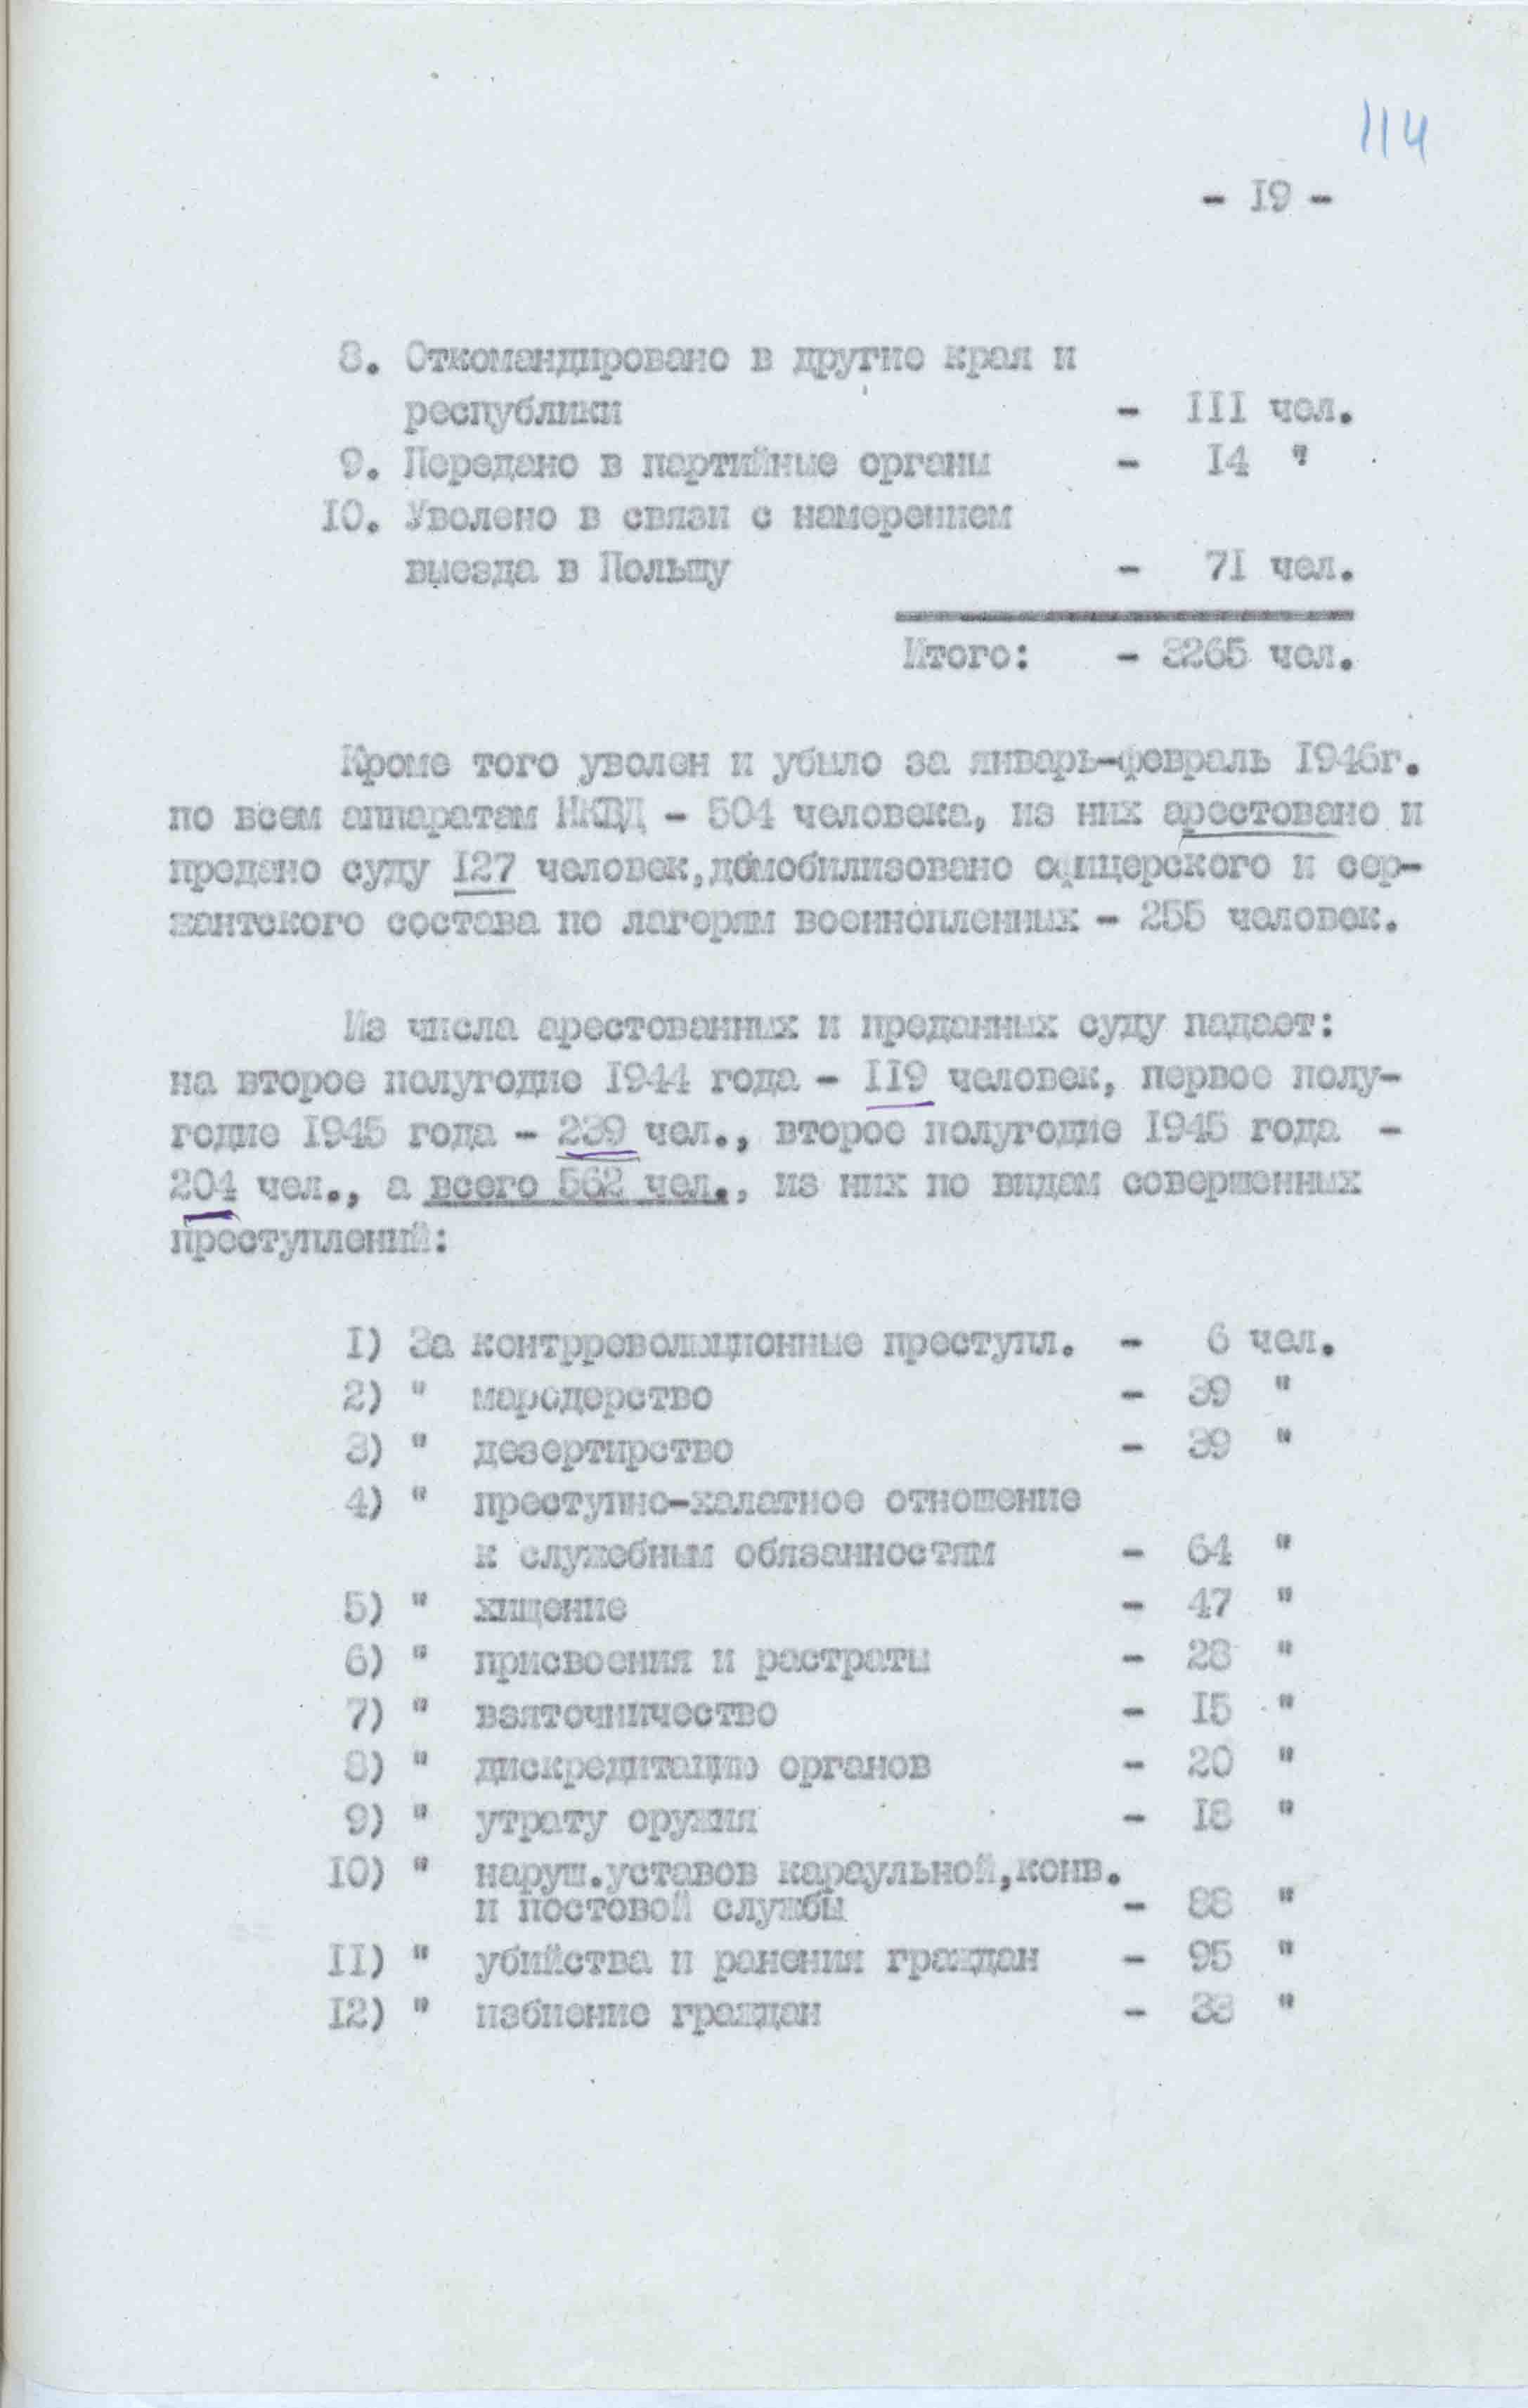 114
- I9 -
8. Откомандировано в другие края и
республики - III чел.
9. Передано в партийные органы - I4 "
IO. Уволено в связи с намерением
выезда в Польшу - 7I чел.
Итого: - 3265 чел.
Кроме того уволен и убыло за январь-февраль I946г.
по всем аппаратам НКВД - 504 человека, из них арестовано и
предано суду I27 человек,демобилизовано офицерского и сер-
жантского состава по лагерям военнопленных - 255 человек.
Из числа арестованных и преданных суду падает:
на второе полугодие I944 года - II9 человек, первое полу-
годие I945 года - 239 чел., второе полугодие I945 года -
204 чел., а всего 562 чел., из них по видам совершенных
преступлений:
I) За контрреволюционные преступл. - 6 чел.
2) " мародерство - 39 "
3) " дезертирство - 39 "
4) " преступно-халатное отношение
к служебным обязанностям - 64 "
5) " хищение - 47 "
6) " присвоения и растраты - 28 "
7) " взяточничество - I5 "
8) " дискредитацию органов - 20 "
9) " утрату оружия - I8 "
IO) " наруш.уставов караульной,конв.
и постовой службы - 88 "
II) " убийства и ранения граждан - 95 "
I2) " избиение граждан - "